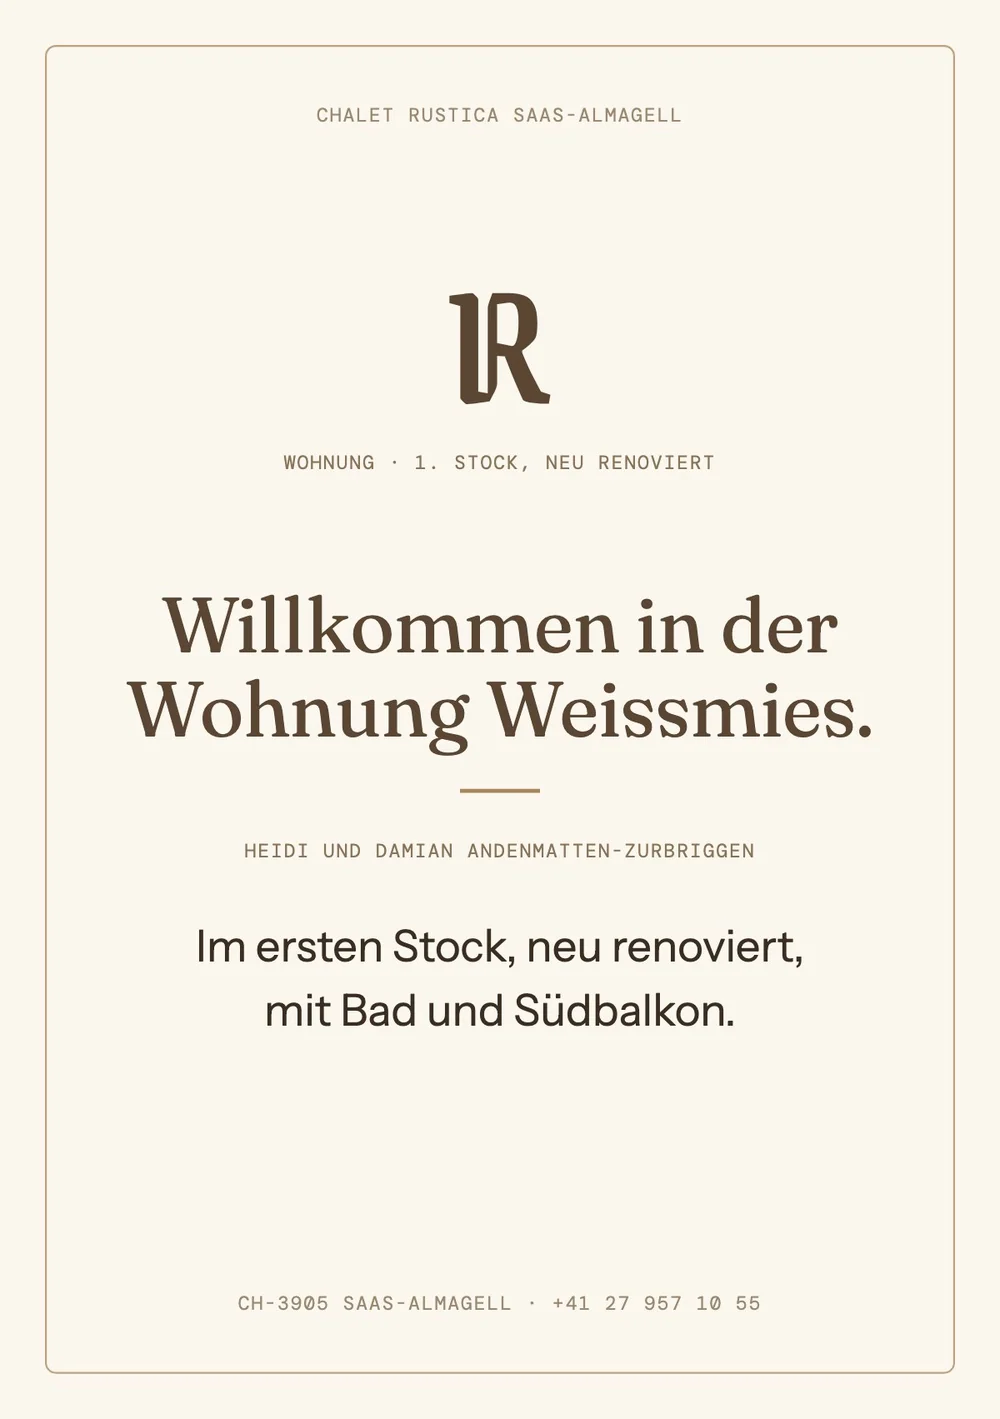 CHALET RUSTICA SAAS-ALMAGELL
R
WOHNUNG · 1. STOCK, NEU RENOVIERT
Willkommen in der
Wohnung Weissmies.
HEIDI UND DAMIAN ANDENMATTEN-ZURBRIGGEN
Im ersten Stock, neu renoviert,
mit Bad und Südbalkon.
CH-3905 SAAS-ALMAGELL · +41 27 957 10 55